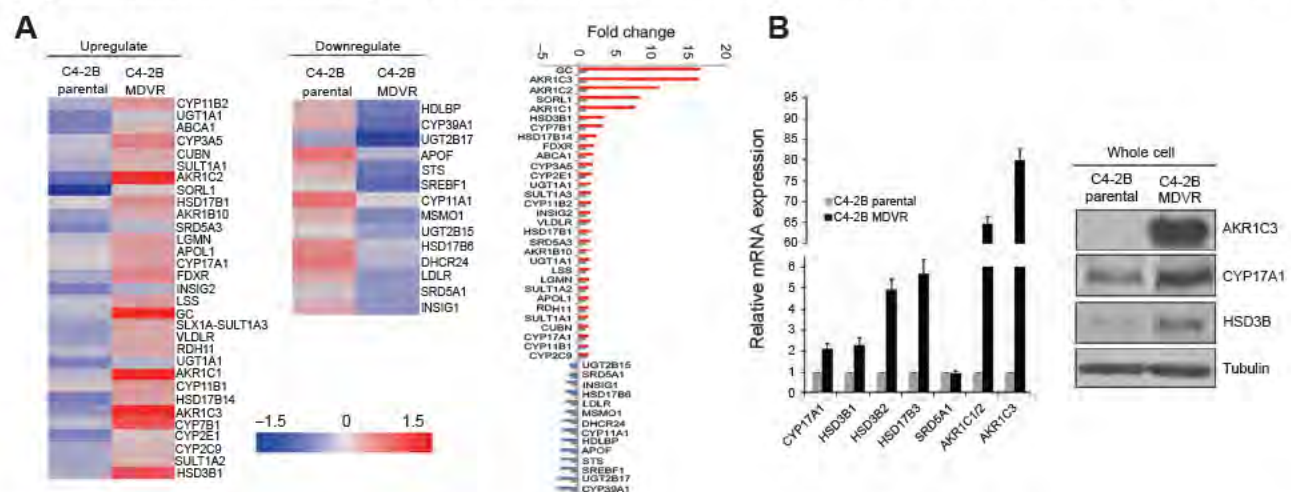 A
Upregulate
C4-2B
parental
C4-2B
MDVR
CYP11B2
UGT1A1
ABCA1
CYP3A5
CUBN
SULT1A1
AKR1C2
SORL1
HSD17B1
AKR1B10
SRD5A3
LGMN
APOL1
CYP17A1
FDXR
INSIG2
LSS
GC
SLX1A-SULT1A3
VLDLR
RDH11
UGT1A1
AKR1C1
CYP11B1
HSD17B14
AKR1C3
CYP7B1
CYP2E1
CYP2C9
SULT1A2
HSD3B1
Downregulate
C4-2B
parental
C4-2B
MDVR
HDLBP
CYP39A1
UGT2B17
APOF
STS
SREBF1
CYP11A1
MSMO1
UGT2B15
HSD17B6
DHCR24
LDLR
SRD5A1
INSIG1
−1.5 0 1.5
Fold change
−5 0 5 10 15 20
GC
AKR1C3
AKR1C2
SORL1
AKR1C1
HSD3B1
CYP7B1
HSD17B14
FDXR
ABCA1
CYP3A5
CYP2E1
UGT1A1
SULT1A3
CYP11B2
INSIG2
VLDLR
HSD17B1
SRD5A3
AKR1B10
UGT1A1
LSS
LGMN
SULT1A2
APOL1
RDH11
SULT1A1
CUBN
CYP17A1
CYP11B1
CYP2C9
UGT2B15
SRD5A1
INSIG1
HSD17B6
LDLR
MSMO1
DHCR24
CYP11A1
HDLBP
APOF
STS
SREBF1
UGT2B17
CYP39A1
B
Relative mRNA expression
95
90
85
80
75
70
65
60
6
5
4
3
2
1
0
C4-2B parental
C4-2B MDVR
CYP17A1
HSD3B1
HSD3B2
HSD17B3
SRD5A1
AKR1C1/2
AKR1C3
Whole cell
C4-2B
parental
C4-2B
MDVR
AKR1C3
CYP17A1
HSD3B
Tubulin